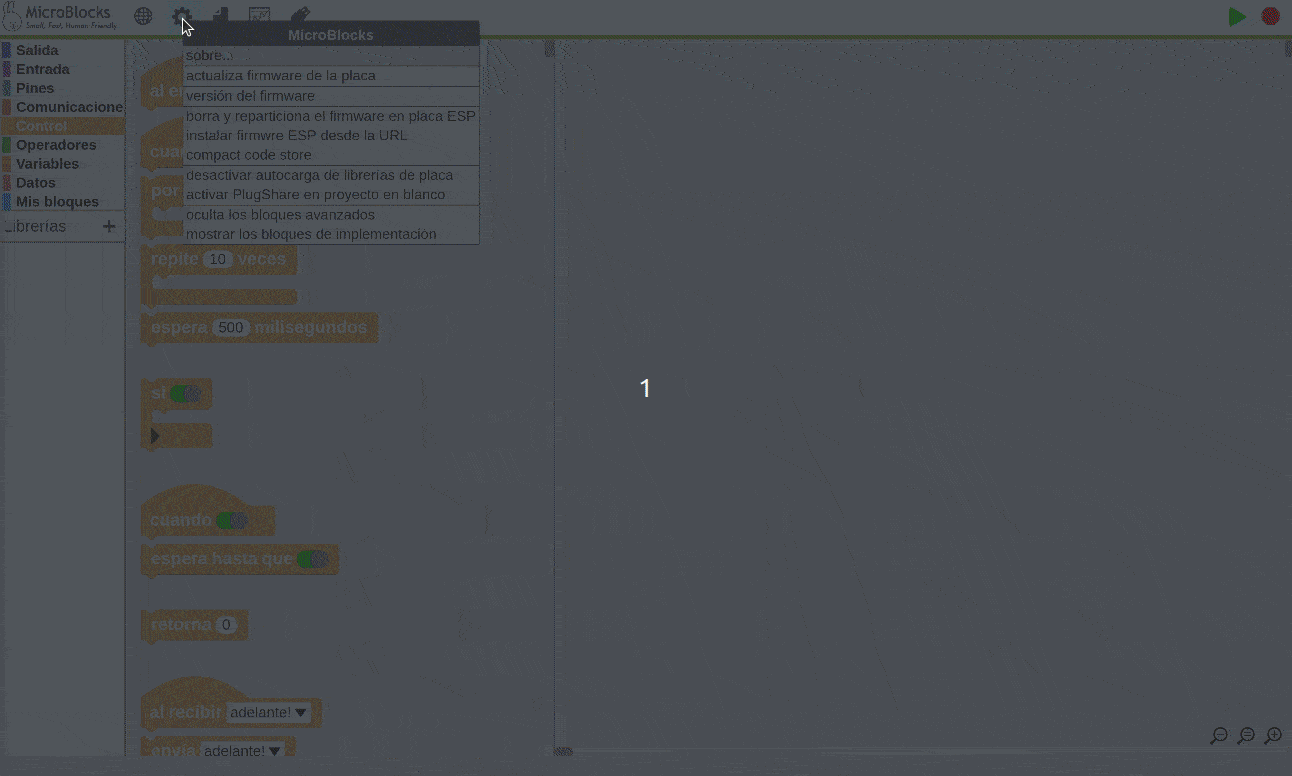 MicroBlocks
Small, Fast, Human Friendly
MicroBlocks
sobre...
actualiza firmware de la placa
versión del firmware
borra y reparticiona el firmware en placa ESP
instalar firmwre ESP desde la URL
compact code store
desactivar autocarga de librerías de placa
activar PlugShare en proyecto en blanco
oculta los bloques avanzados
mostrar los bloques de implementación
Salida
Entrada
Pines
Comunicacione
Control
Operadores
Variables
Datos
Mis bloques
Librerías +
al e
cua
por
repite 10 veces
espera 500 milisegundos
si
cuando
espera hasta que
retorna 0
al recibir adelante!
envía adelante!
1